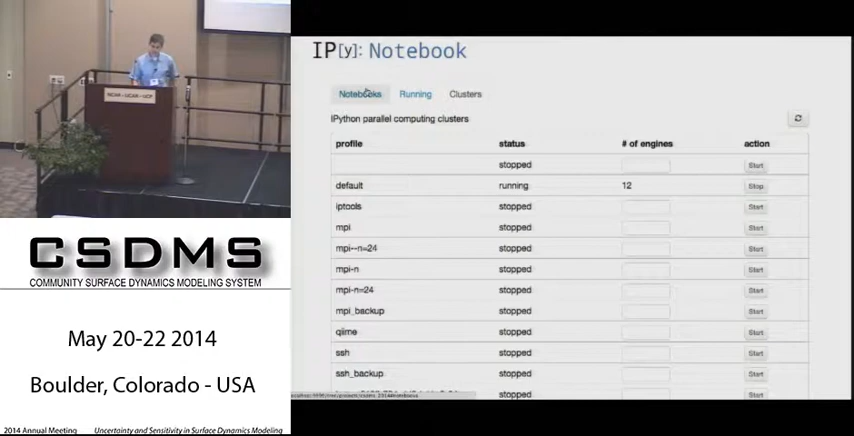 NCAR - UCAR - UCP
CSDMS
COMMUNITY SURFACE DYNAMICS MODELING SYSTEM
May 20-22 2014
Boulder, Colorado - USA
2014 Annual Meeting Uncertainty and Sensitivity in Surface Dynamics Modeling
IP[y]: Notebook
Notebooks Running Clusters
IPython parallel computing clusters
profile status # of engines action
stopped Start
default running 12 Stop
iptools stopped Start
mpi stopped Start
mpi--n=24 stopped Start
mpi-n stopped Start
mpi-n=24 stopped Start
mpi_backup stopped Start
qiime stopped Start
ssh stopped Start
ssh_backup stopped Start
stopped Start